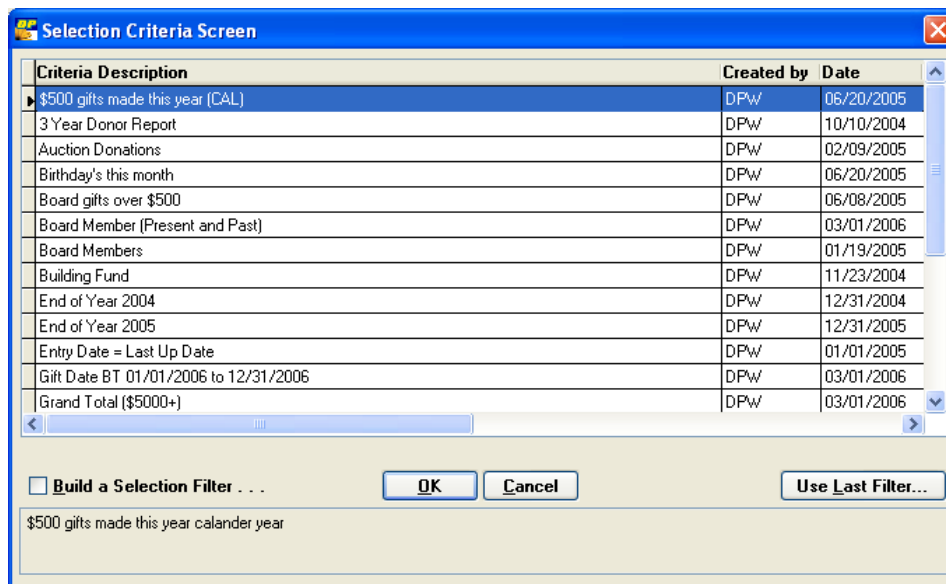 Selection Criteria Screen
Criteria Description Created by Date
$500 gifts made this year (CAL) DPW 06/20/2005
3 Year Donor Report DPW 10/10/2004
Auction Donations DPW 02/09/2005
Birthday's this month DPW 06/20/2005
Board gifts over $500 DPW 06/08/2005
Board Member (Present and Past) DPW 03/01/2006
Board Members DPW 01/19/2005
Building Fund DPW 11/23/2004
End of Year 2004 DPW 12/31/2004
End of Year 2005 DPW 12/31/2005
Entry Date = Last Up Date DPW 01/01/2005
Gift Date BT 01/01/2006 to 12/31/2006 DPW 03/01/2006
Grand Total ($5000+) DPW 03/01/2006
Build a Selection Filter . . . OK Cancel Use Last Filter...
$500 gifts made this year calander year